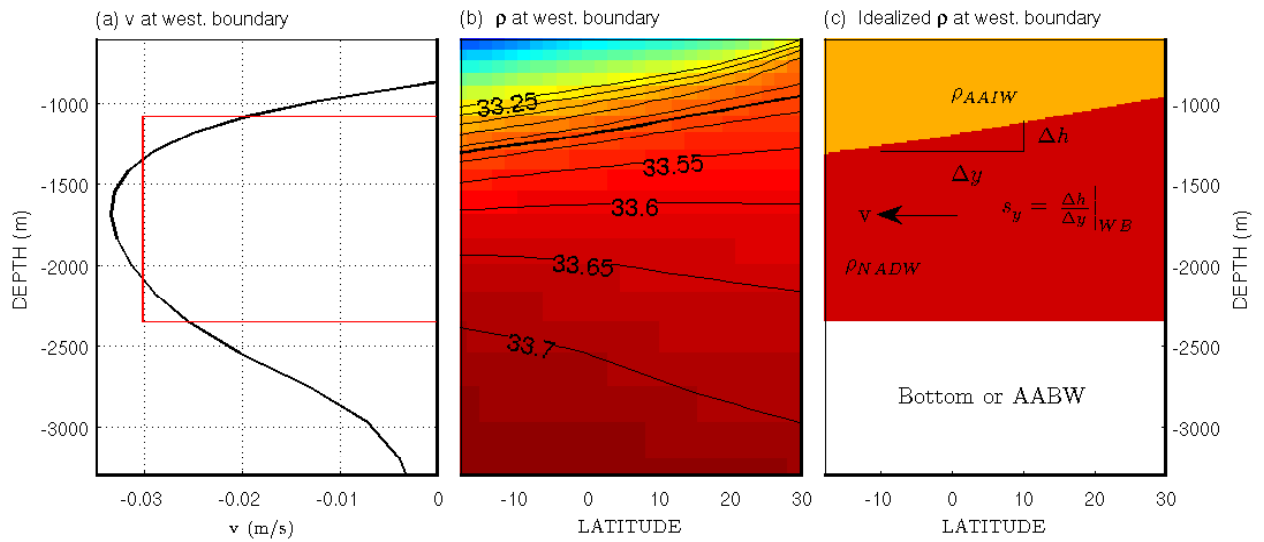 (a) v at west. boundary
(b) ρ at west. boundary
(c) Idealized ρ at west. boundary
DEPTH (m)
-1000
-1500
-2000
-2500
-3000
-0.03
-0.02
-0.01
0
v (m/s)
33.25
33.55
33.6
33.65
33.7
-10
0
10
20
30
LATITUDE
ρAAIW
Δh
Δy
v
sy = Δh/Δy|WB
ρNADW
Bottom or AABW
-10
0
10
20
30
LATITUDE
-1000
-1500
-2000
-2500
-3000
DEPTH (m)